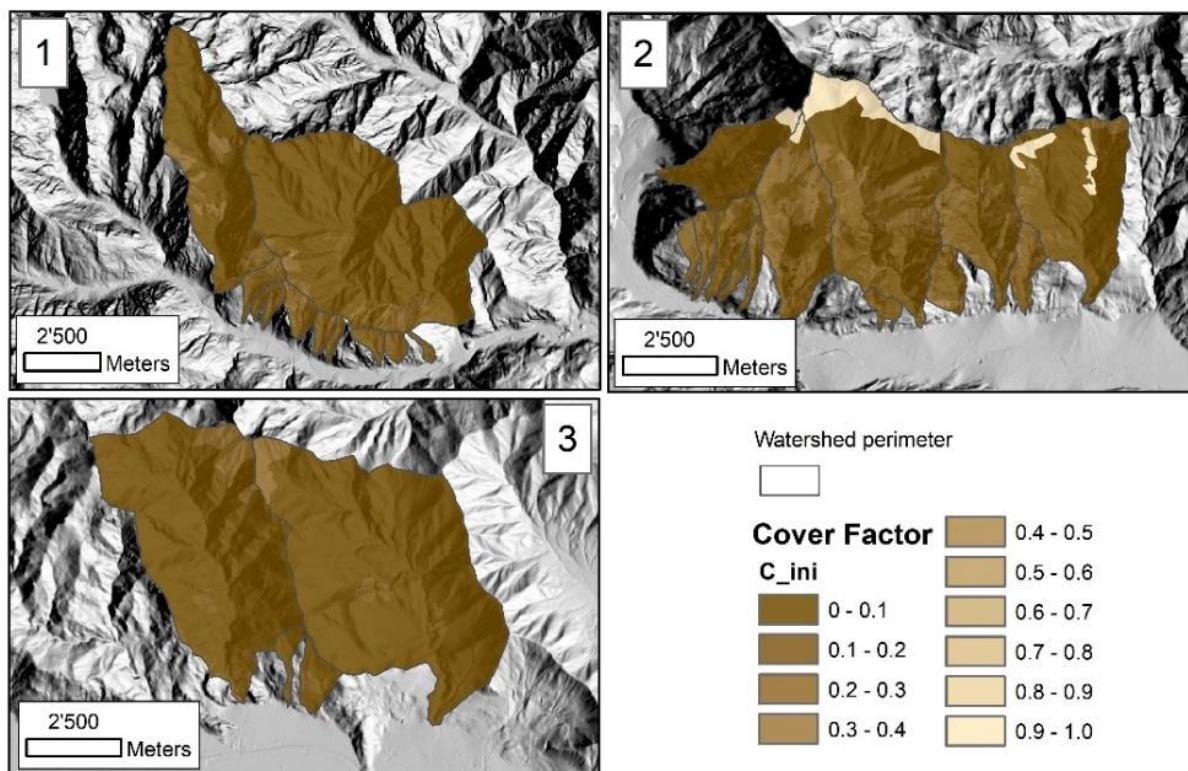 1
2'500
Meters
2
2'500
Meters
3
2'500
Meters
Watershed perimeter
Cover Factor
C_ini
0 - 0.1
0.1 - 0.2
0.2 - 0.3
0.3 - 0.4
0.4 - 0.5
0.5 - 0.6
0.6 - 0.7
0.7 - 0.8
0.8 - 0.9
0.9 - 1.0